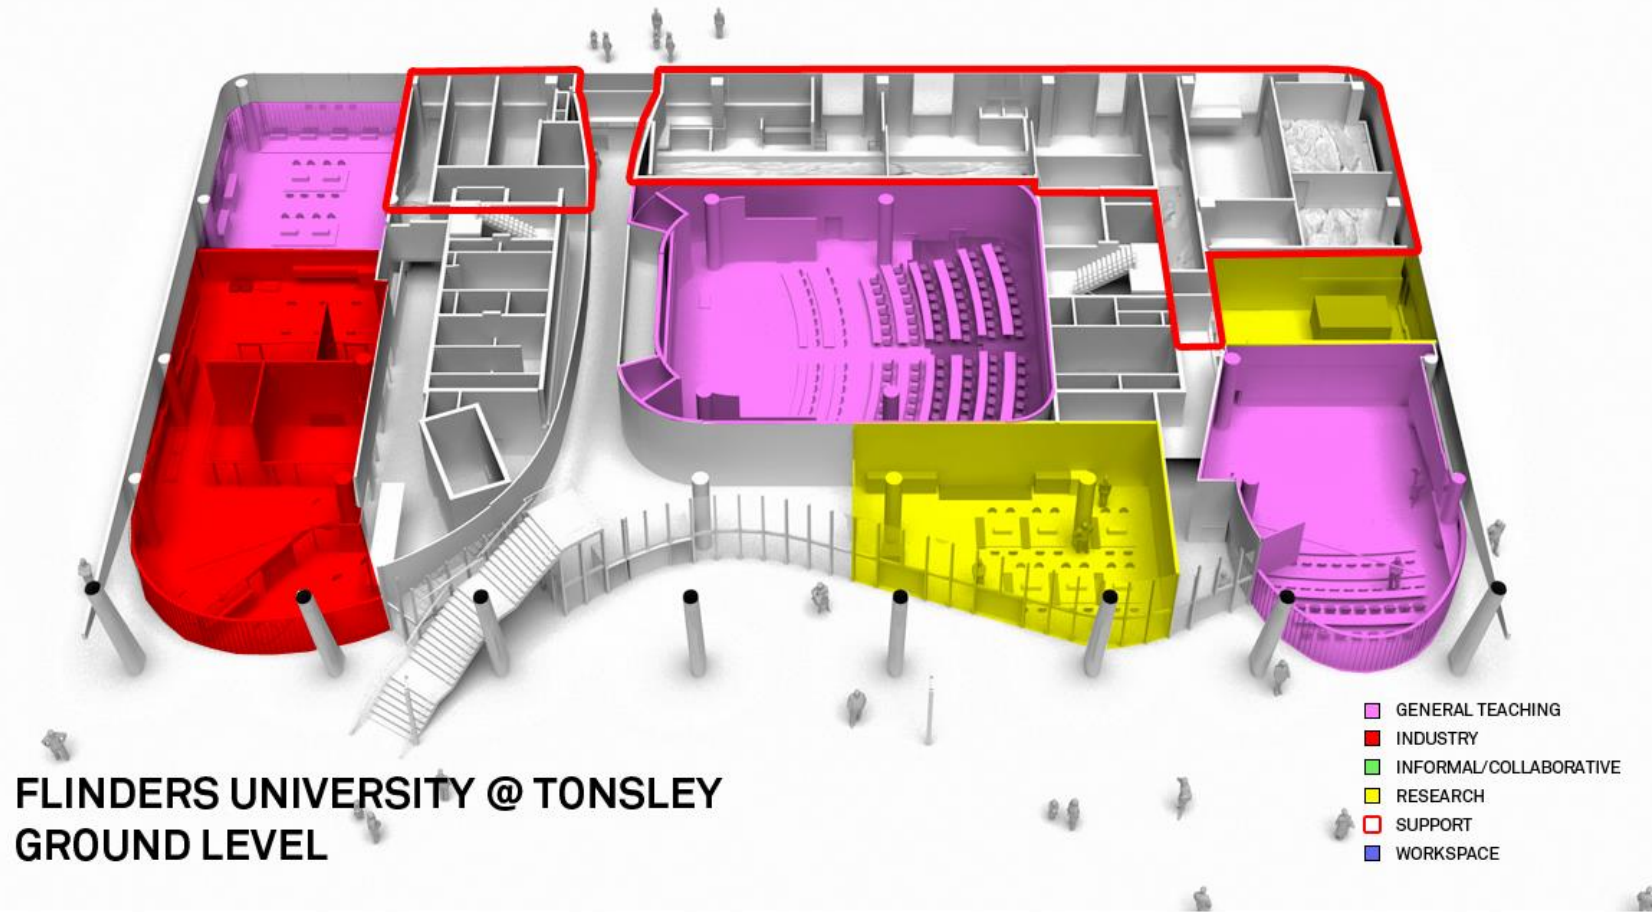 FLINDERS UNIVERSITY @ TONSLEY
GROUND LEVEL
GENERAL TEACHING
INDUSTRY
INFORMAL/COLLABORATIVE
RESEARCH
SUPPORT
WORKSPACE